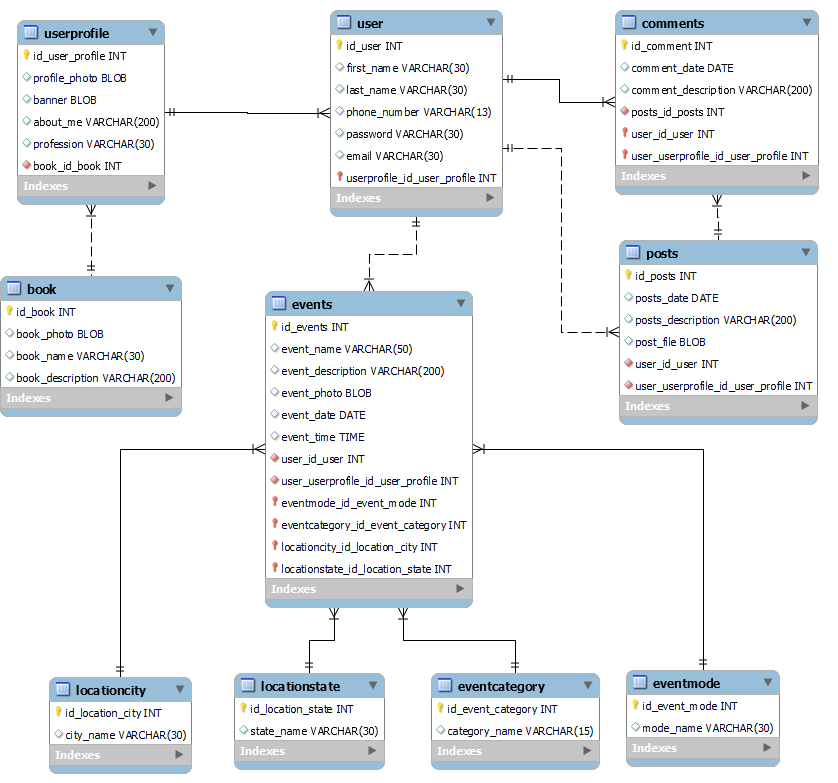 userprofile
id_user_profile INT
profile_photo BLOB
banner BLOB
about_me VARCHAR(200)
profession VARCHAR(30)
book_id_book INT
Indexes
user
id_user INT
first_name VARCHAR(30)
last_name VARCHAR(30)
phone_number VARCHAR(13)
password VARCHAR(30)
email VARCHAR(30)
userprofile_id_user_profile INT
Indexes
comments
id_comment INT
comment_date DATE
comment_description VARCHAR(200)
posts_id_posts INT
user_id_user INT
user_userprofile_id_user_profile INT
Indexes
book
id_book INT
book_photo BLOB
book_name VARCHAR(30)
book_description VARCHAR(200)
Indexes
events
id_events INT
event_name VARCHAR(50)
event_description VARCHAR(200)
event_photo BLOB
event_date DATE
event_time TIME
user_id_user INT
user_userprofile_id_user_profile INT
eventmode_id_event_mode INT
eventcategory_id_event_category INT
locationcity_id_location_city INT
locationstate_id_location_state INT
Indexes
posts
id_posts INT
posts_date DATE
posts_description VARCHAR(200)
post_file BLOB
user_id_user INT
user_userprofile_id_user_profile INT
Indexes
locationcity
id_location_city INT
city_name VARCHAR(30)
Indexes
locationstate
id_location_state INT
state_name VARCHAR(30)
Indexes
eventcategory
id_event_category INT
category_name VARCHAR(15)
Indexes
eventmode
id_event_mode INT
mode_name VARCHAR(30)
Indexes